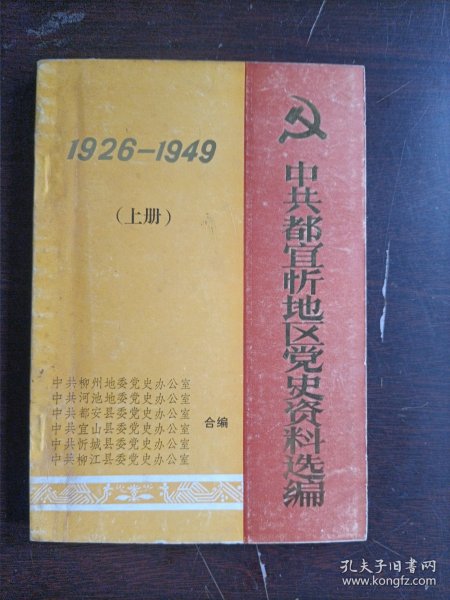 1926-1949
(上册)
中共都宜忻地区党史资料选编
中共柳州地委党史办公室
中共河池地委党史办公室
中共都安县委党史办公室
中共宜山县委党史办公室
中共忻城县委党史办公室
中共柳江县委党史办公室
合编
孔夫子旧书网
www.kongfz.com